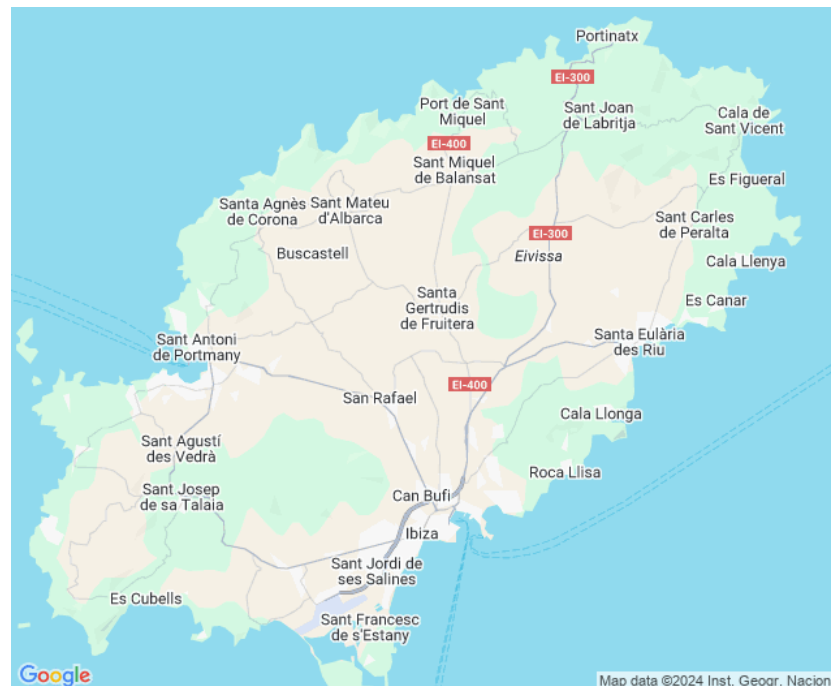 Portinatx
EI-300
Port de Sant
Miquel
Sant Joan
de Labritja
Cala de
Sant Vicent
EI-400
Sant Miquel
de Balansat
Es Figueral
Santa Agnès
de Corona
Sant Mateu
d'Albarca
Sant Carles
de Peralta
EI-300
Buscastell
Eivissa
Cala Llenya
Santa
Gertrudis
de Fruitera
Es Canar
Sant Antoni
de Portmany
Santa Eulària
des Riu
EI-400
San Rafael
Cala Llonga
Sant Agustí
des Vedrà
Roca Llisa
Sant Josep
de sa Talaia
Can Bufi
Ibiza
Sant Jordi de
ses Salines
Es Cubells
Sant Francesc
de s'Estany
Google
Map data ©2024 Inst. Geogr. Nacion